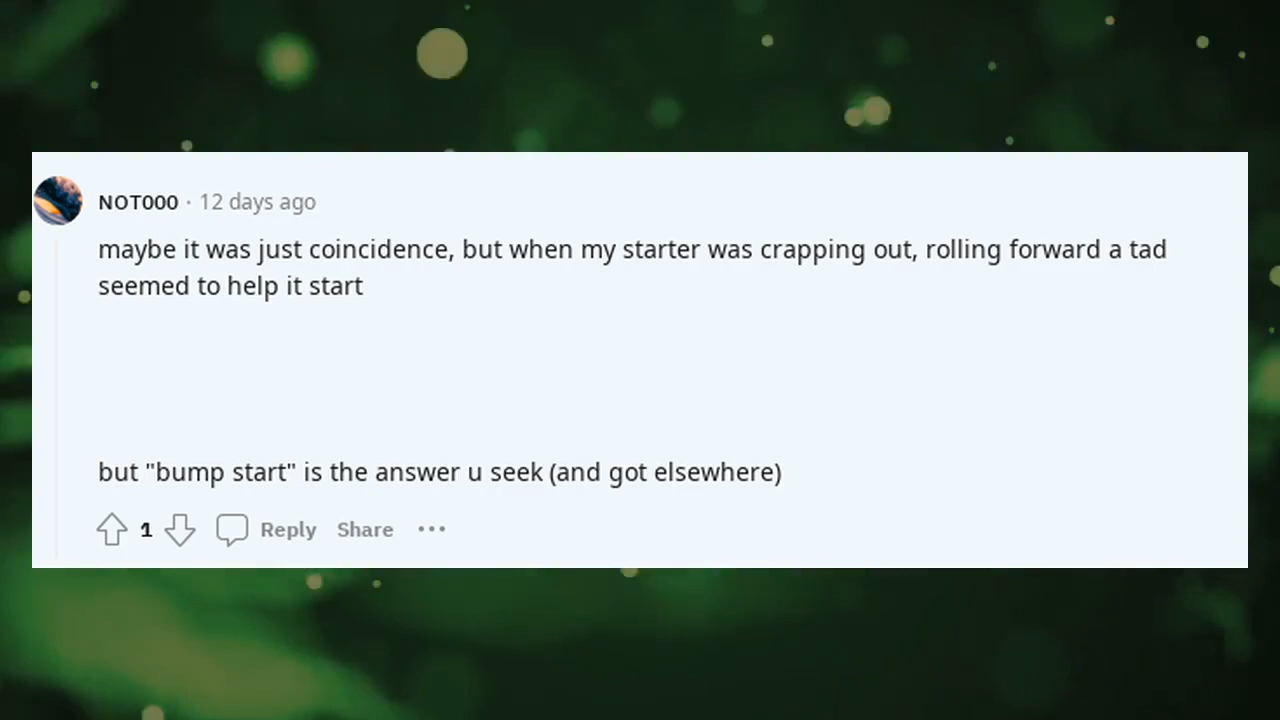 NOT000 · 12 days ago
maybe it was just coincidence, but when my starter was crapping out, rolling forward a tad
seemed to help it start
but "bump start" is the answer u seek (and got elsewhere)
1 Reply Share ···